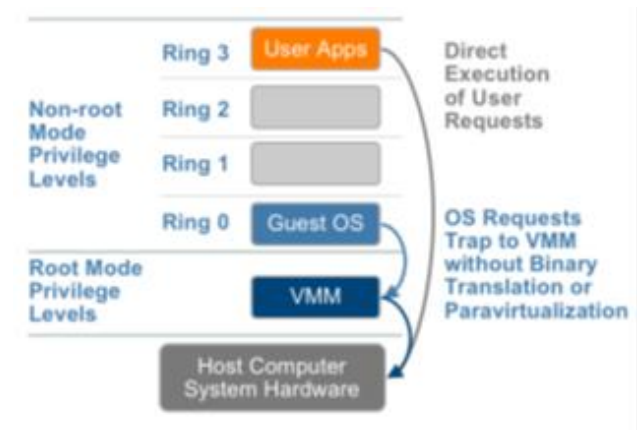 Ring 3
User Apps
Direct
Execution
of User
Requests
Non-root
Mode
Privilege
Levels
Ring 2
Ring 1
Ring 0
Guest OS
OS Requests
Trap to VMM
without Binary
Translation or
Paravirtualization
Root Mode
Privilege
Levels
VMM
Host Computer
System Hardware